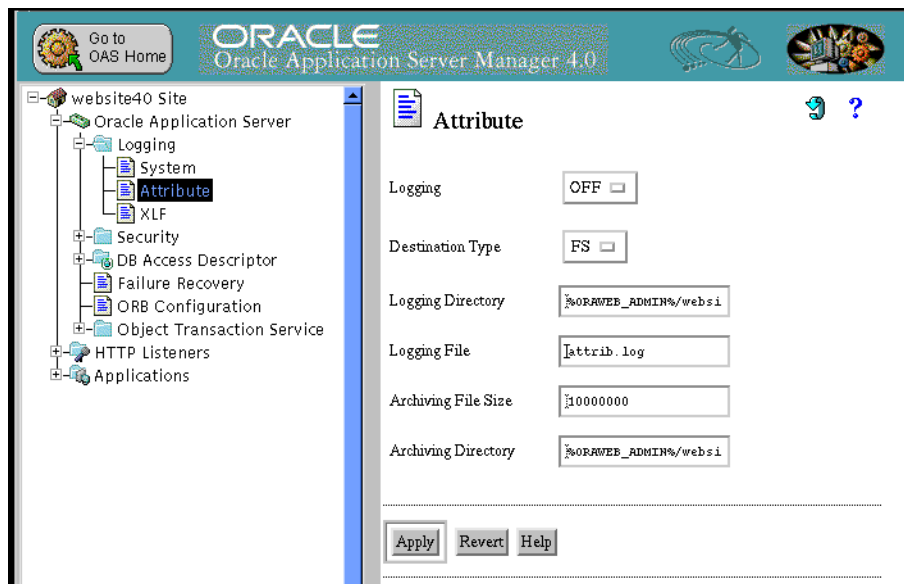 Go to
OAS Home
ORACLE
Oracle Application Server Manager 4.0
website40 Site
Oracle Application Server
Logging
System
Attribute
XLF
Security
DB Access Descriptor
Failure Recovery
ORB Configuration
Object Transaction Service
HTTP Listeners
Applications
Attribute
?
Logging OFF
Destination Type FS
Logging Directory %ORAWEB_ADMIN%/websi
Logging File attrib.log
Archiving File Size 10000000
Archiving Directory %ORAWEB_ADMIN%/websi
Apply Revert Help